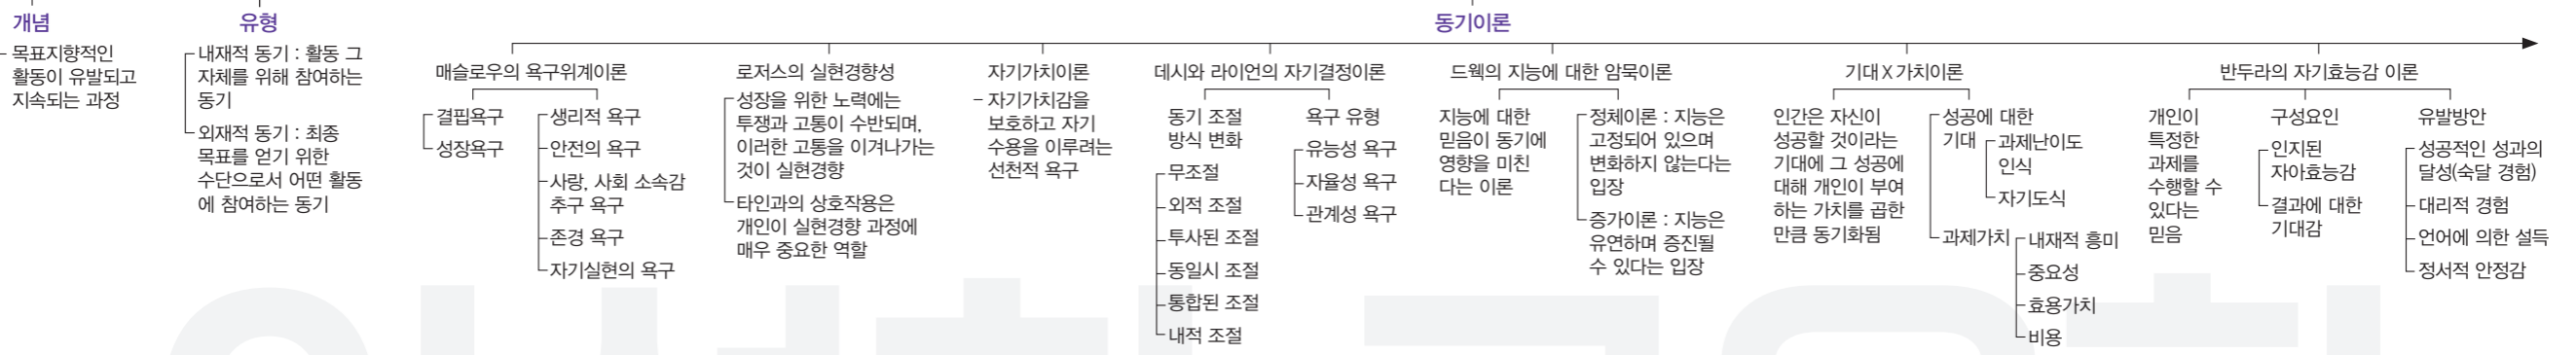 개념
목표지향적인
활동이 유발되고
지속되는 과정
유형
내재적 동기 : 활동 그
자체를 위해 참여하는
동기
외재적 동기 : 최종
목표를 얻기 위한
수단으로서 어떤 활동
에 참여하는 동기
동기이론
매슬로우의 욕구위계이론
결핍욕구
성장욕구
생리적 욕구
안전의 욕구
사랑, 사회 소속감
추구 욕구
존경 욕구
자기실현의 욕구
로저스의 실현경향성
성장을 위한 노력에는
투쟁과 고통이 수반되며,
이러한 고통을 이겨나가는
것이 실현경향
타인과의 상호작용은
개인이 실현경향 과정에
매우 중요한 역할
자기가치이론
자기가치감을
보호하고 자기
수용을 이루려는
선천적 욕구
데시와 라이언의 자기결정이론
동기 조절
방식 변화
무조절
외적 조절
투사된 조절
동일시 조절
통합된 조절
내적 조절
욕구 유형
유능성 욕구
자율성 욕구
관계성 욕구
드웩의 지능에 대한 암묵이론
지능에 대한
믿음이 동기에
영향을 미친
다는 이론
정체이론 : 지능은
고정되어 있으며
변화하지 않는다는
입장
증가이론 : 지능은
유연하며 증진될
수 있다는 입장
기대 X 가치이론
인간은 자신이
성공할 것이라는
기대에 그 성공에
대해 개인이 부여
하는 가치를 곱한
만큼 동기화됨
성공에 대한
기대
과제난이도
인식
자기도식
과제가치
내재적 흥미
중요성
효용가치
비용
반두라의 자기효능감 이론
개인이
특정한
과제를
수행할 수
있다는
믿음
구성요인
인지된
자아효능감
결과에 대한
기대감
유발방안
성공적인 성과의
달성(숙달 경험)
대리적 경험
언어에 의한 설득
정서적 안정감